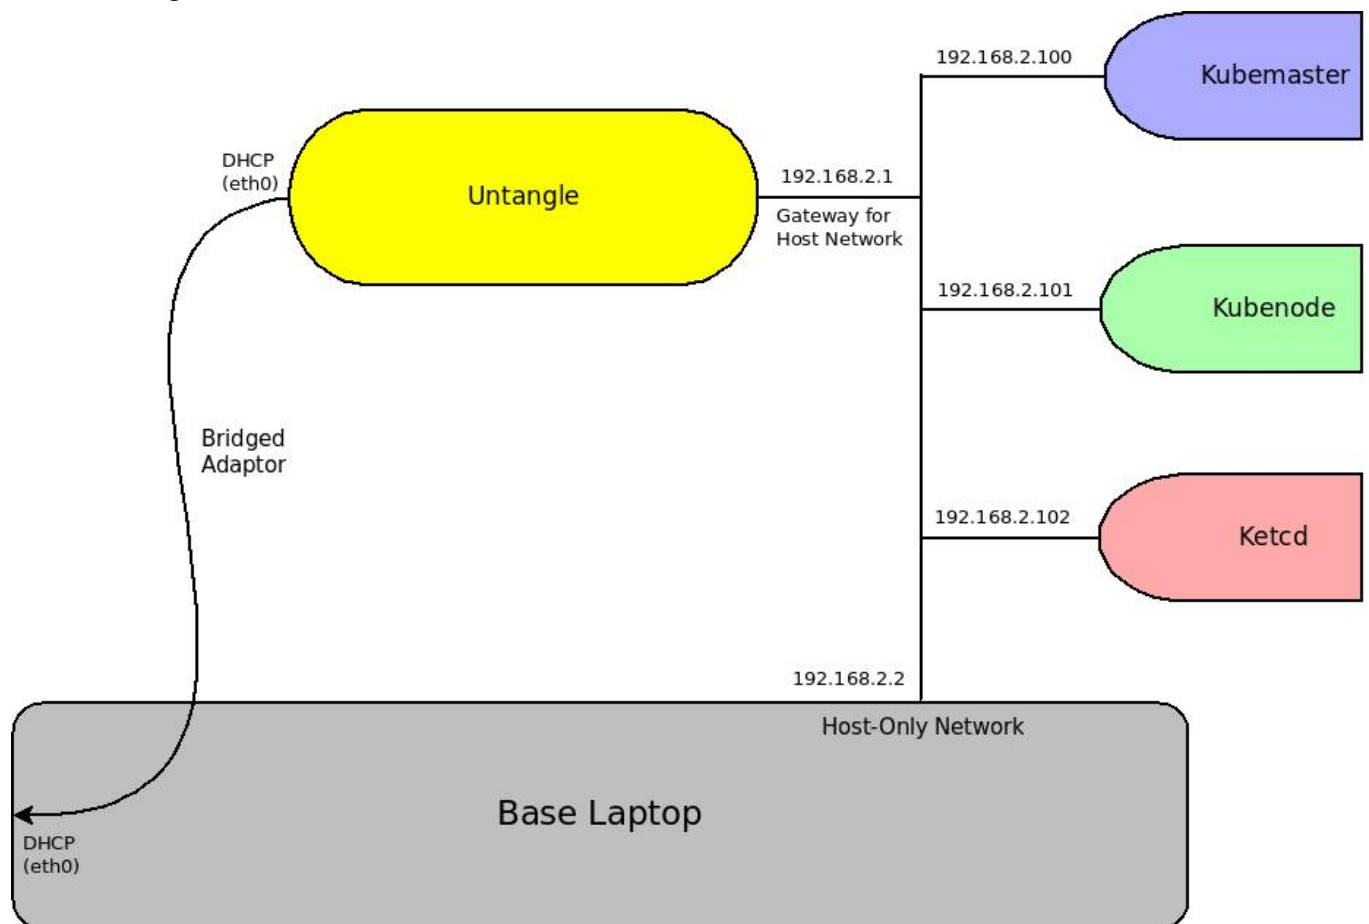 192.168.2.100
Kubemaster
DHCP
(eth0)
Untangle
192.168.2.1
Gateway for
Host Network
192.168.2.101
Kubenode
Bridged
Adaptor
192.168.2.102
Ketcd
192.168.2.2
Host-Only Network
Base Laptop
DHCP
(eth0)